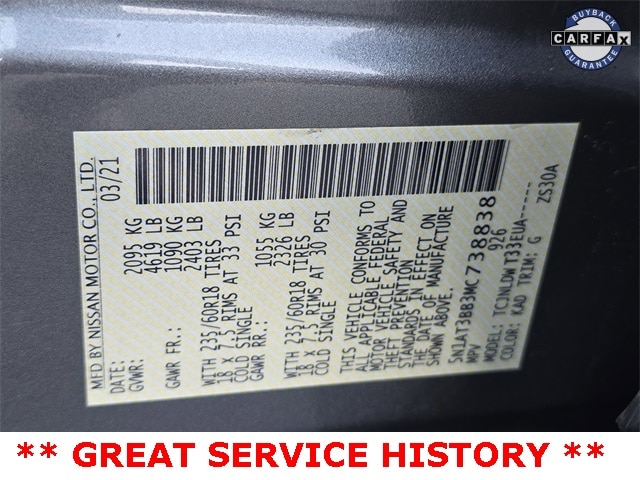 BUYBACK
CARFAX
GUARANTEE
MFD BY NISSAN MOTOR CO., LTD.
DATE: 03/21
GVWR: 2095 KG
4619 LB
GAWR FR.: 1090 KG
2403 LB
WITH 235/60R18 TIRES
18 X 7.5 RIMS AT 33 PSI
COLD SINGLE
GAWR RR.: 1055 KG
2326 LB
WITH 235/60R18 TIRES
18 X 7.5 RIMS AT 30 PSI
COLD SINGLE
THIS VEHICLE CONFORMS TO
ALL APPLICABLE FEDERAL
MOTOR VEHICLE SAFETY AND
THEFT PREVENTION
STANDARDS IN EFFECT ON
THE DATE OF MANUFACTURE
SHOWN ABOVE.
5N1AT3BB3MC738838
MPV 926
MODEL: TCJNLDW T33EUA-----
COLOR: KAD TRIM: G ZS30A
** GREAT SERVICE HISTORY **